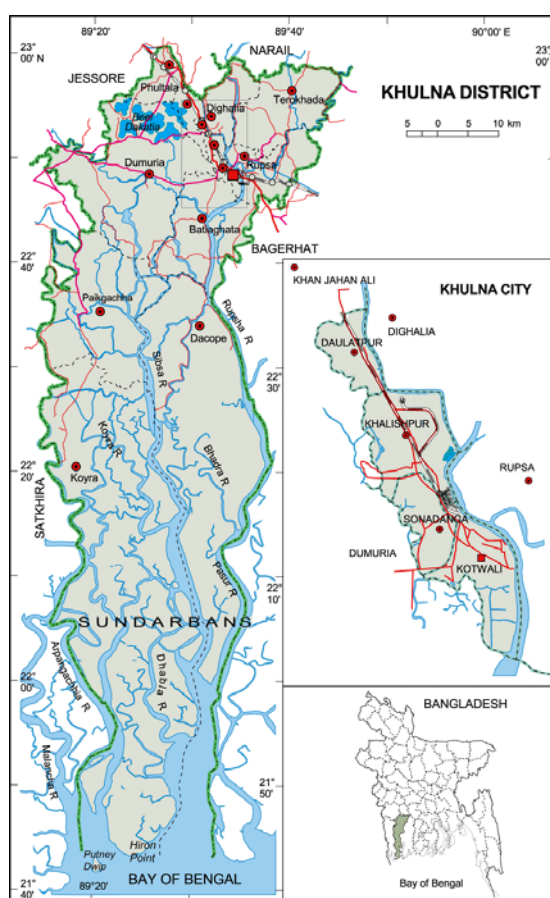 89°20' 89°40' 90°00' E
23°
00' N
23°
00'
NARAIL
JESSORE
KHULNA DISTRICT
5 0 5 10 km
Phultala
Dighalia
Terokhada
Beel
Dakatia
Dumuria
Rupsa
Batiaghata
22°
40'
BAGERHAT
KHULNA CITY
KHAN JAHAN ALI
DIGHALIA
DAULATPUR
Paikgachha
Rupsha R
Dacope
Sibsa R
22°
30'
KHALISHPUR
Koyra R
Bhadra R
22°
20'
Koyra
RUPSA
SATKHIRA
SONADANGA
DUMURIA
KOTWALI
Pasur R
22°
10'
SUNDARBANS
Arpangachhia R
Dhabla R
22°
00'
BANGLADESH
Malancha R
21°
50'
Putney
Dwip
Hiron
Point
89°20'
BAY OF BENGAL
Bay of Bengal
21°
40'